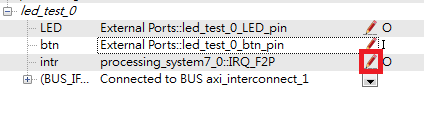 led_test_0
LED External Ports::led_test_0_LED_pin O
btn External Ports::led_test_0_btn_pin I
intr processing_system7_0::IRQ_F2P O
(BUS_IF... Connected to BUS axi_interconnect_1